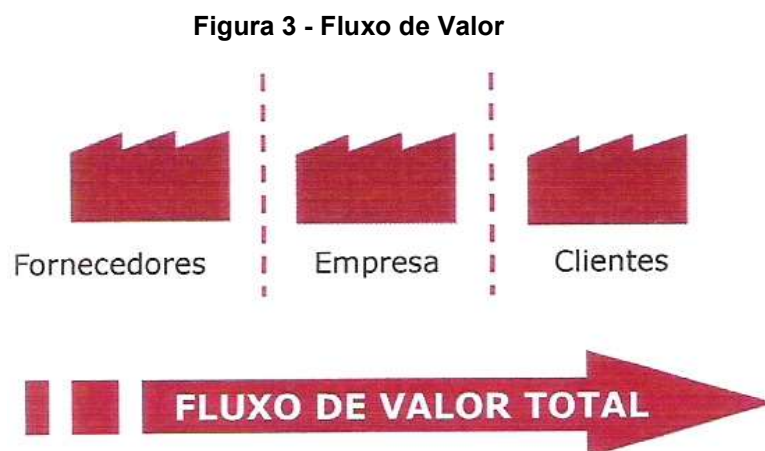 Figura 3 - Fluxo de Valor
Fornecedores Empresa Clientes
FLUXO DE VALOR TOTAL